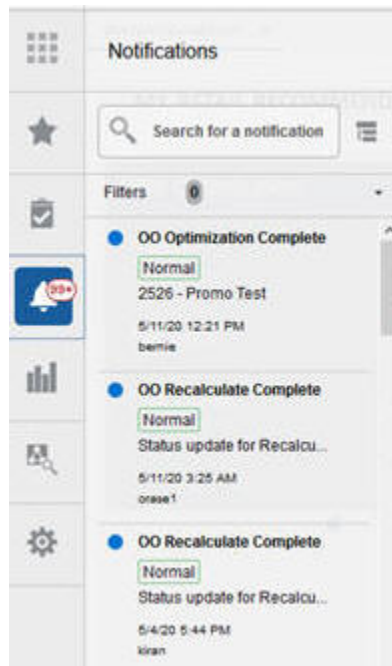 Notifications
Search for a notification
Filters 0
99+
OO Optimization Complete
Normal
2526 - Promo Test
5/11/20 12:21 PM
bernie
OO Recalculate Complete
Normal
Status update for Recalcu...
5/11/20 3:25 AM
orase1
OO Recalculate Complete
Normal
Status update for Recalcu...
5/4/20 5:44 PM
kiran